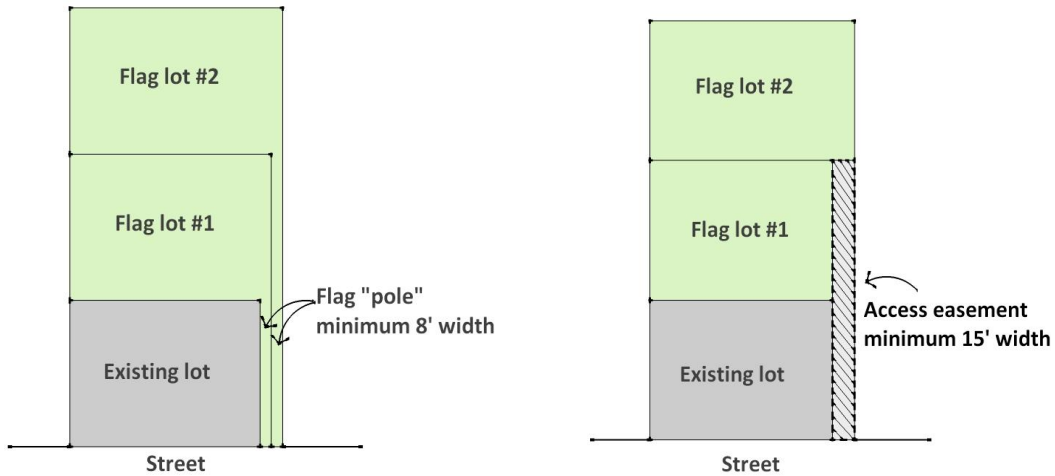 Flag lot #2
Flag lot #1
Flag "pole"
minimum 8' width
Existing lot
Street
Flag lot #2
Flag lot #1
Access easement
minimum 15' width
Existing lot
Street